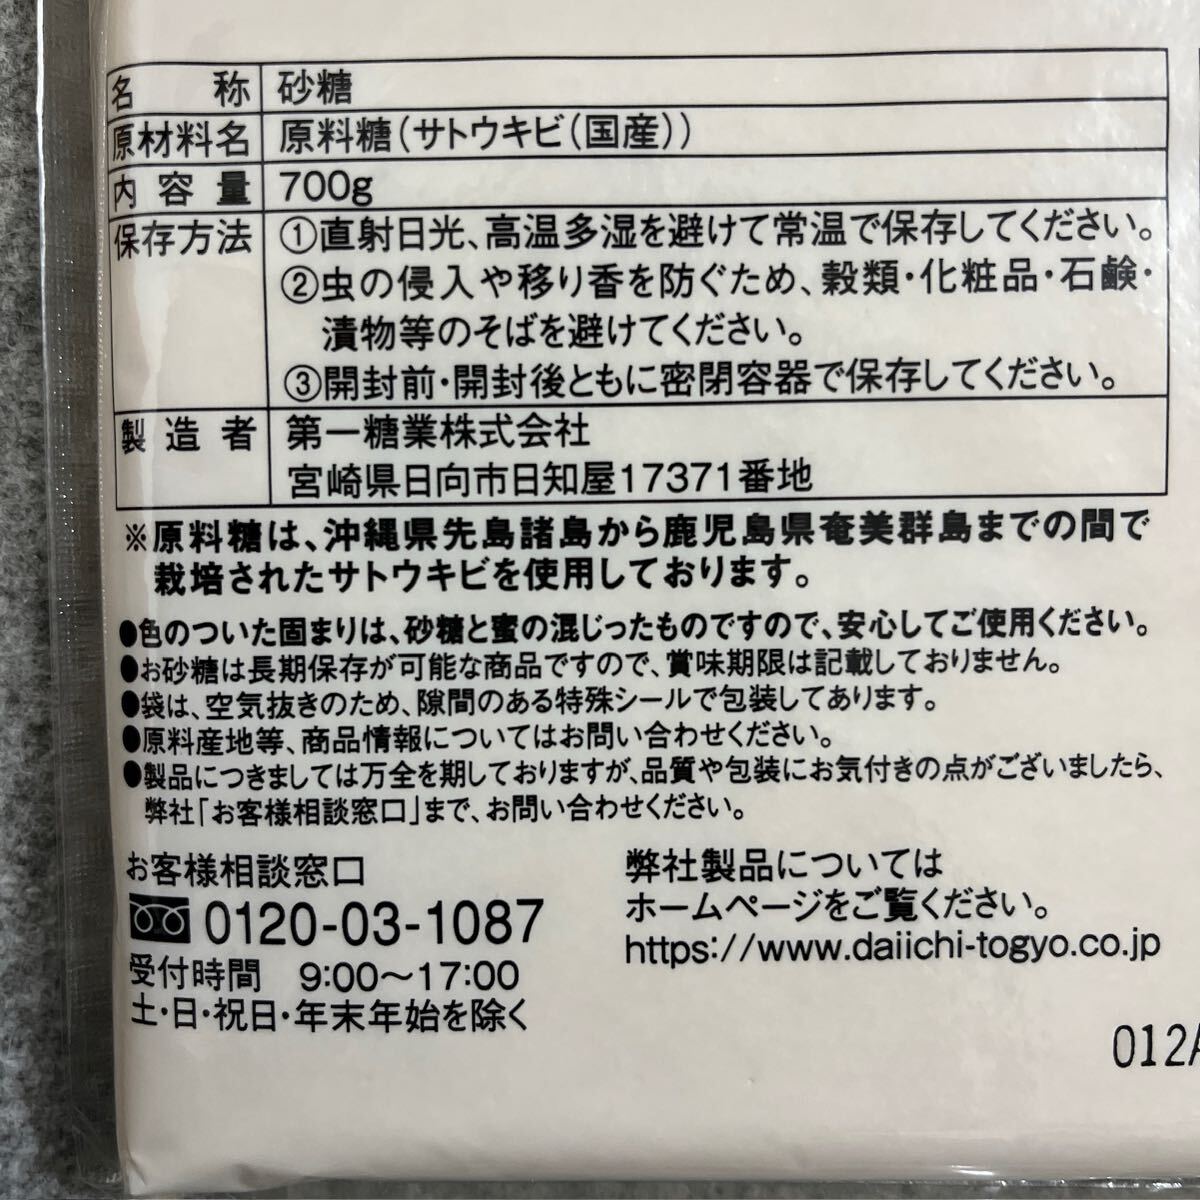 名称 砂糖
原材料名 原料糖(サトウキビ(国産))
内容量 700g
保存方法 ①直射日光、高温多湿を避けて常温で保存してください。
②虫の侵入や移り香を防ぐため、穀類・化粧品・石鹸・
漬物等のそばを避けてください。
③開封前・開封後ともに密閉容器で保存してください。
製造者 第一糖業株式会社
宮崎県日向市日知屋17371番地
※原料糖は、沖縄県先島諸島から鹿児島県奄美群島までの間で
栽培されたサトウキビを使用しております。
●色のついた固まりは、砂糖と蜜の混じったものですので、安心してご使用ください。
●お砂糖は長期保存が可能な商品ですので、賞味期限は記載しておりません。
●袋は、空気抜きのため、隙間のある特殊シールで包装してあります。
●原料産地等、商品情報についてはお問い合わせください。
●製品につきましては万全を期しておりますが、品質や包装にお気付きの点がございましたら、
弊社「お客様相談窓口」まで、お問い合わせください。
お客様相談窓口
0120-03-1087
受付時間 9:00〜17:00
土・日・祝日・年末年始を除く
弊社製品については
ホームページをご覧ください。
https://www.daiichi-togyo.co.jp
012A